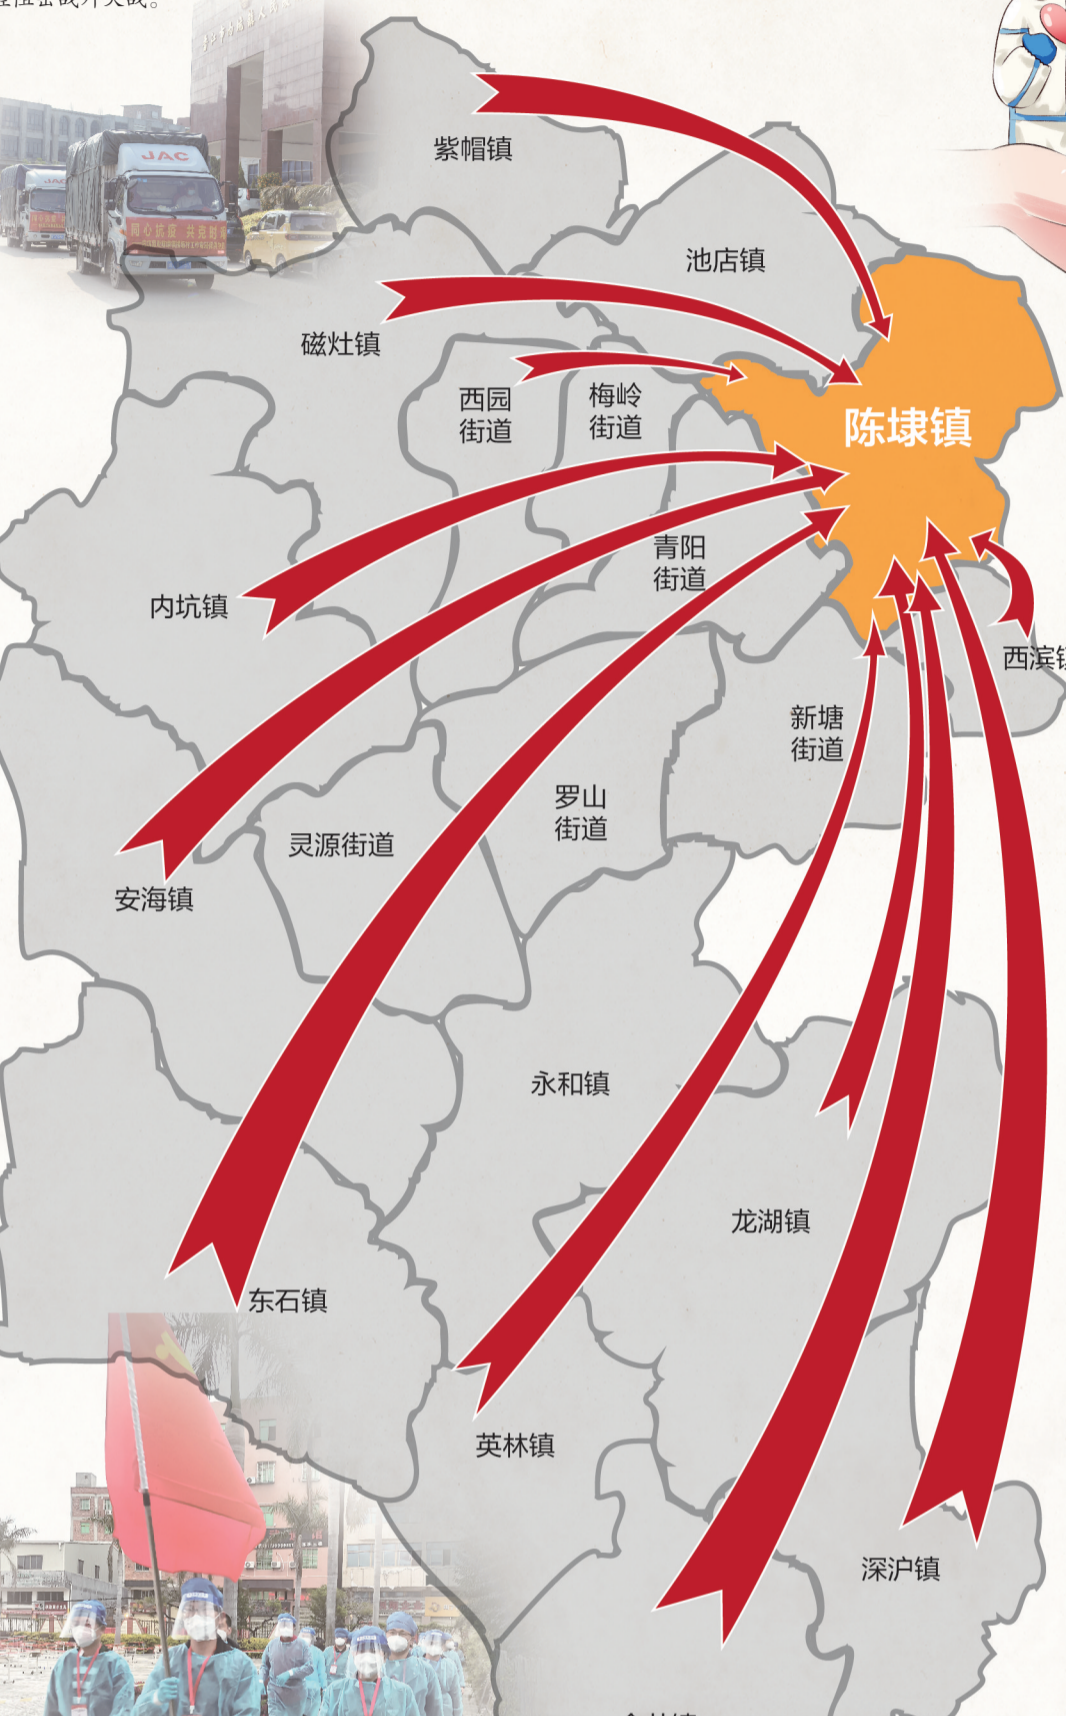 紫帽镇
JAC
JAC
同心抗疫 共克时
池店镇
磁灶镇
西园
街道
梅岭
街道
陈埭镇
青阳
街道
内坑镇
西滨镇
新塘
街道
罗山
街道
灵源街道
安海镇
永和镇
龙湖镇
东石镇
英林镇
深沪镇